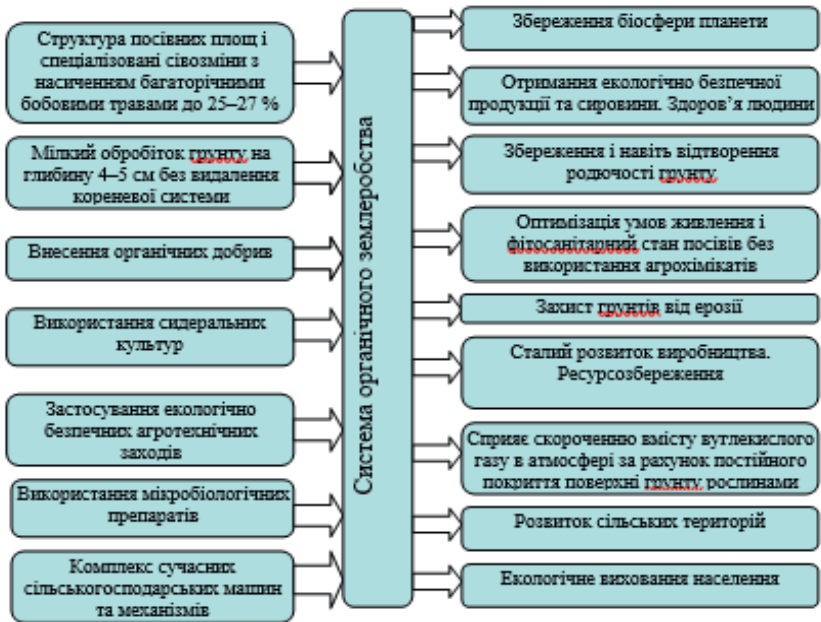 Структура посівних площ і
спеціалізовані сівозміни з
насиченням багаторічними
бобовими травами до 25–27 %
Мілкий обробіток грунту на
глибину 4–5 см без видалення
кореневої системи
Внесення органічних добрив
Використання сидеральних
культур
Застосування екологічно
безпечних агротехнічних
заходів
Використання мікробіологічних
препаратів
Комплекс сучасних
сільськогосподарських машин
та механізмів
Система органічного землеробства
Збереження біосфери планети
Отримання екологічно безпечної
продукції та сировини. Здоров’я людини
Збереження і навіть відтворення
родючості грунту
Оптимізація умов живлення і
фітосанітарний стан посівів без
використання агрохімікатів
Захист грунтів від ерозії
Сталий розвиток виробництва.
Ресурсозбереження
Сприяє скороченню вмісту вуглекислого
газу в атмосфері за рахунок постійного
покриття поверхні грунту рослинами
Розвиток сільських територій
Екологічне виховання населення